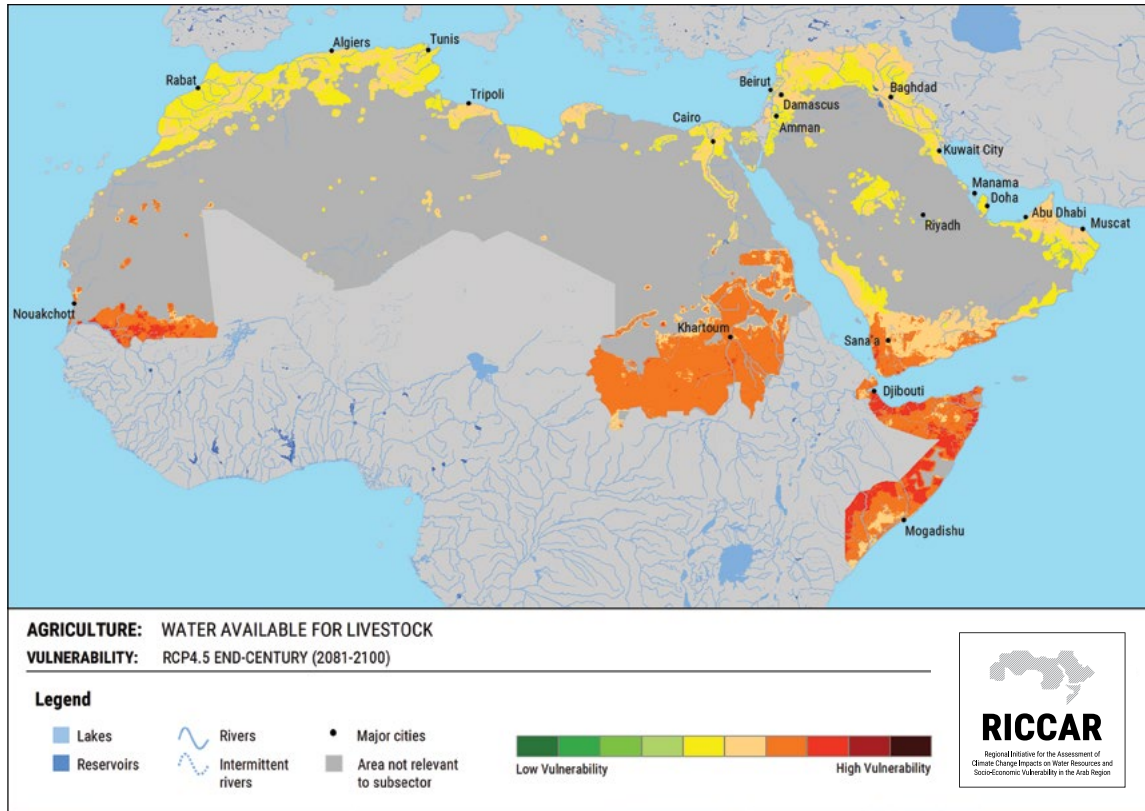 Algiers
Tunis
Rabat
Tripoli
Beirut
Damascus
Baghdad
Amman
Cairo
Kuwait City
Manama
Doha
Abu Dhabi
Muscat
Riyadh
Nouakchott
Khartoum
Sana'a
Djibouti
Mogadishu
AGRICULTURE: WATER AVAILABLE FOR LIVESTOCK
VULNERABILITY: RCP4.5 END-CENTURY (2081-2100)
Legend
Lakes
Reservoirs
Rivers
Intermittent
rivers
Major cities
Area not relevant
to subsector
Low Vulnerability
High Vulnerability
RICCAR
Regional Initiative for the Assessment of
Climate Change Impacts on Water Resources and
Socio-Economic Vulnerability in the Arab Region